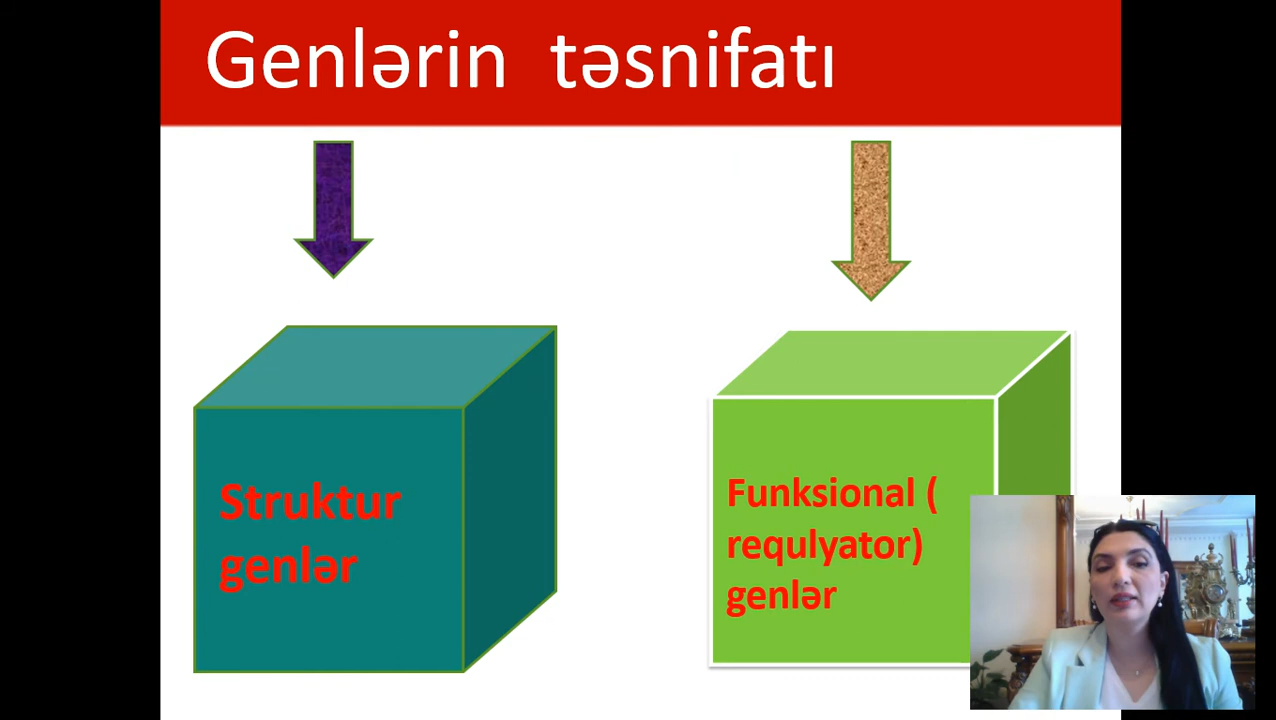 Genlərin təsnifatı
Struktur
genlər
Funksional (
requlyator)
genlər